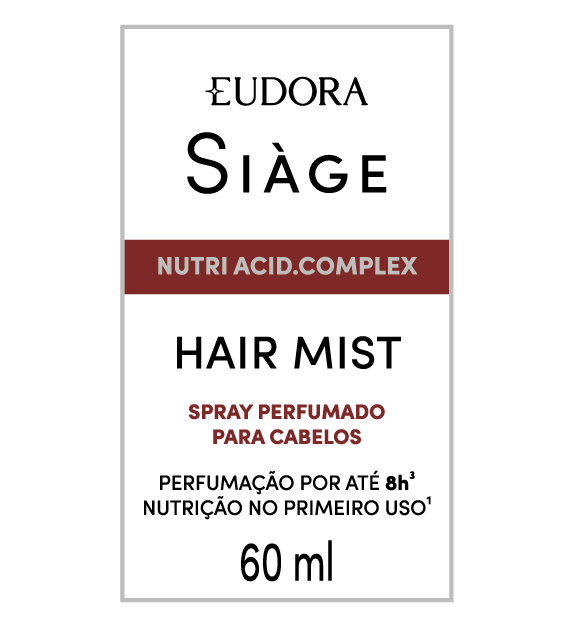 EUDORA
SIÀGE
NUTRI ACID.COMPLEX
HAIR MIST
SPRAY PERFUMADO
PARA CABELOS
PERFUMAÇÃO POR ATÉ 8h³
NUTRIÇÃO NO PRIMEIRO USO¹
60 ml